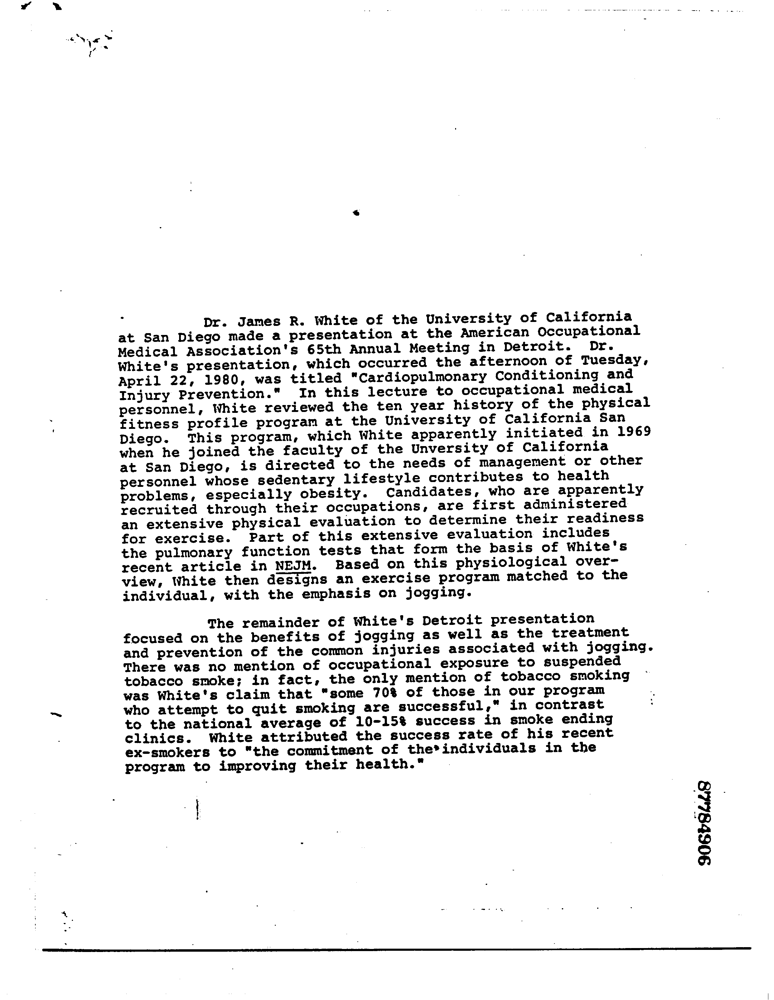 Dr. James R. White of the University of California
at San Diego made a presentation at the American Occupational
Medical Association's 65th Annual Meeting in Detroit. Dr.
White's presentation, which occurred the afternoon of Tuesday,
April 22, 1980, was titled "Cardiopulmonary Conditioning and
Injury Prevention." In this lecture to occupational medical
personnel, White reviewed the ten year history of the physical
fitness profile program at the University of California San
Diego. This program, which White apparently initiated in 1969
when he joined the faculty of the Unversity of California
at San Diego, is directed to the needs of management or other
personnel whose sedentary lifestyle contributes to health
problems, especially obesity. Candidates, who are apparently
recruited through their occupations, are first administered
an extensive physical evaluation to determine their readiness
for exercise. Part of this extensive evaluation includes
the pulmonary function tests that form the basis of White's
recent article in NEJM. Based on this physiological over-
view, White then designs an exercise program matched to the
individual, with the emphasis on jogging.
The remainder of White's Detroit presentation
focused on the benefits of jogging as well as the treatment
and prevention of the common injuries associated with jogging.
There was no mention of occupational exposure to suspended
tobacco smoke; in fact, the only mention of tobacco smoking
was White's claim that "some 70% of those in our program
who attempt to quit smoking are successful," in contrast
to the national average of 10-15% success in smoke ending
clinics. White attributed the success rate of his recent
ex-smokers to "the commitment of the individuals in the
program to improving their health."
87784906